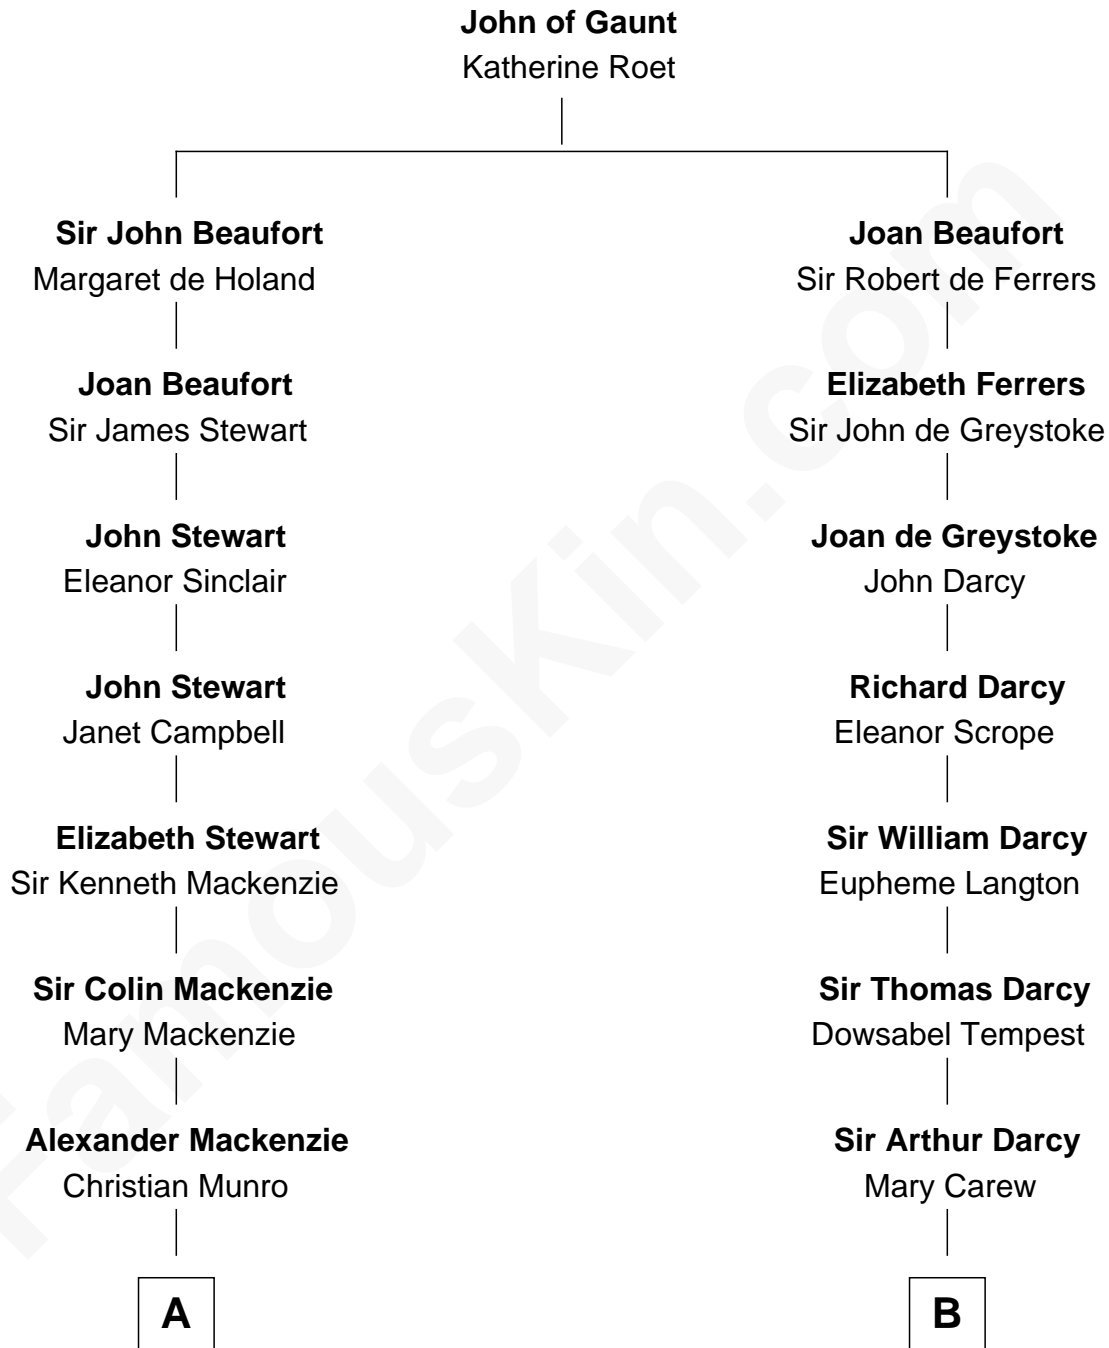 John of Gaunt
Katherine Roet
Sir John Beaufort
Margaret de Holand
Joan Beaufort
Sir James Stewart
John Stewart
Eleanor Sinclair
John Stewart
Janet Campbell
Elizabeth Stewart
Sir Kenneth Mackenzie
Sir Colin Mackenzie
Mary Mackenzie
Alexander Mackenzie
Christian Munro
A
Joan Beaufort
Sir Robert de Ferrers
Elizabeth Ferrers
Sir John de Greystoke
Joan de Greystoke
John Darcy
Richard Darcy
Eleanor Scrope
Sir William Darcy
Eupheme Langton
Sir Thomas Darcy
Dowsabel Tempest
Sir Arthur Darcy
Mary Carew
B
FamousKin.com